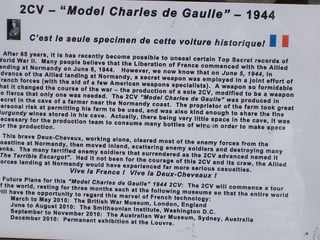 2CV – "Model Charles de Gaulle" – 1944
C'est le seule specimen de cette voiture historique!
After 65 years, it is has recently become possible to unseal certain Top Secret records of
World War II. Many people believe that the Liberation of France commenced with the Allied
landing at Normandy on June 6, 1944. However, we now know that on June 5, 1944, in
advance of the Allied landing at Normandy, a secret weapon was employed in a joint effort of
French forces (with the aid of a few American weapons specialists). A weapon so formidable
that it changed the course of the war – the production of a 2CV, modified to be a weapon
so fierce that only one was needed. The 2CV "Model Charles de Gaulle" was produced in
secret in the cave of a farmer near the Normandy coast. The proprietor of the farm took great
personal risk at permitting his farm to be used, and was also kind enough to share the fine
Burgundy wines stored in his cave. Actually, there being very little space in the cave, it was
necessary for the production team to consume many bottles of wine in order to make space
for the production.
This brave Deux-Chevaux, working alone, cleared most of the enemy forces from the
coastline at Normandy, then moved inland, scattering enemy soldiers and destroying many
tanks. The many terrified enemy soldiers that surrendered as the 2CV advanced named it
"The Terrible Escargot". Had it not been for the courage of this 2CV and its crew, the Allied
forces landing at Normandy would have experienced far more serious casualties.
Vive la France ! Vive la Deux-Chevaux !
Future Plans for this "Model Charles de Gaulle" 1944 2CV: The 2CV will commence a tour
of the world, resting for three months each at the following museums so that the entire world
will have the opportunity to regard this marvel of French technology:
March to May 2010: The British War Museum, London, England
June to August 2010: The Smithsonian Institute, Washington D.C.
September to November 2010: The Australian War Museum, Sydney, Australia
December 2010: Permanent exhibition at the Louvre.